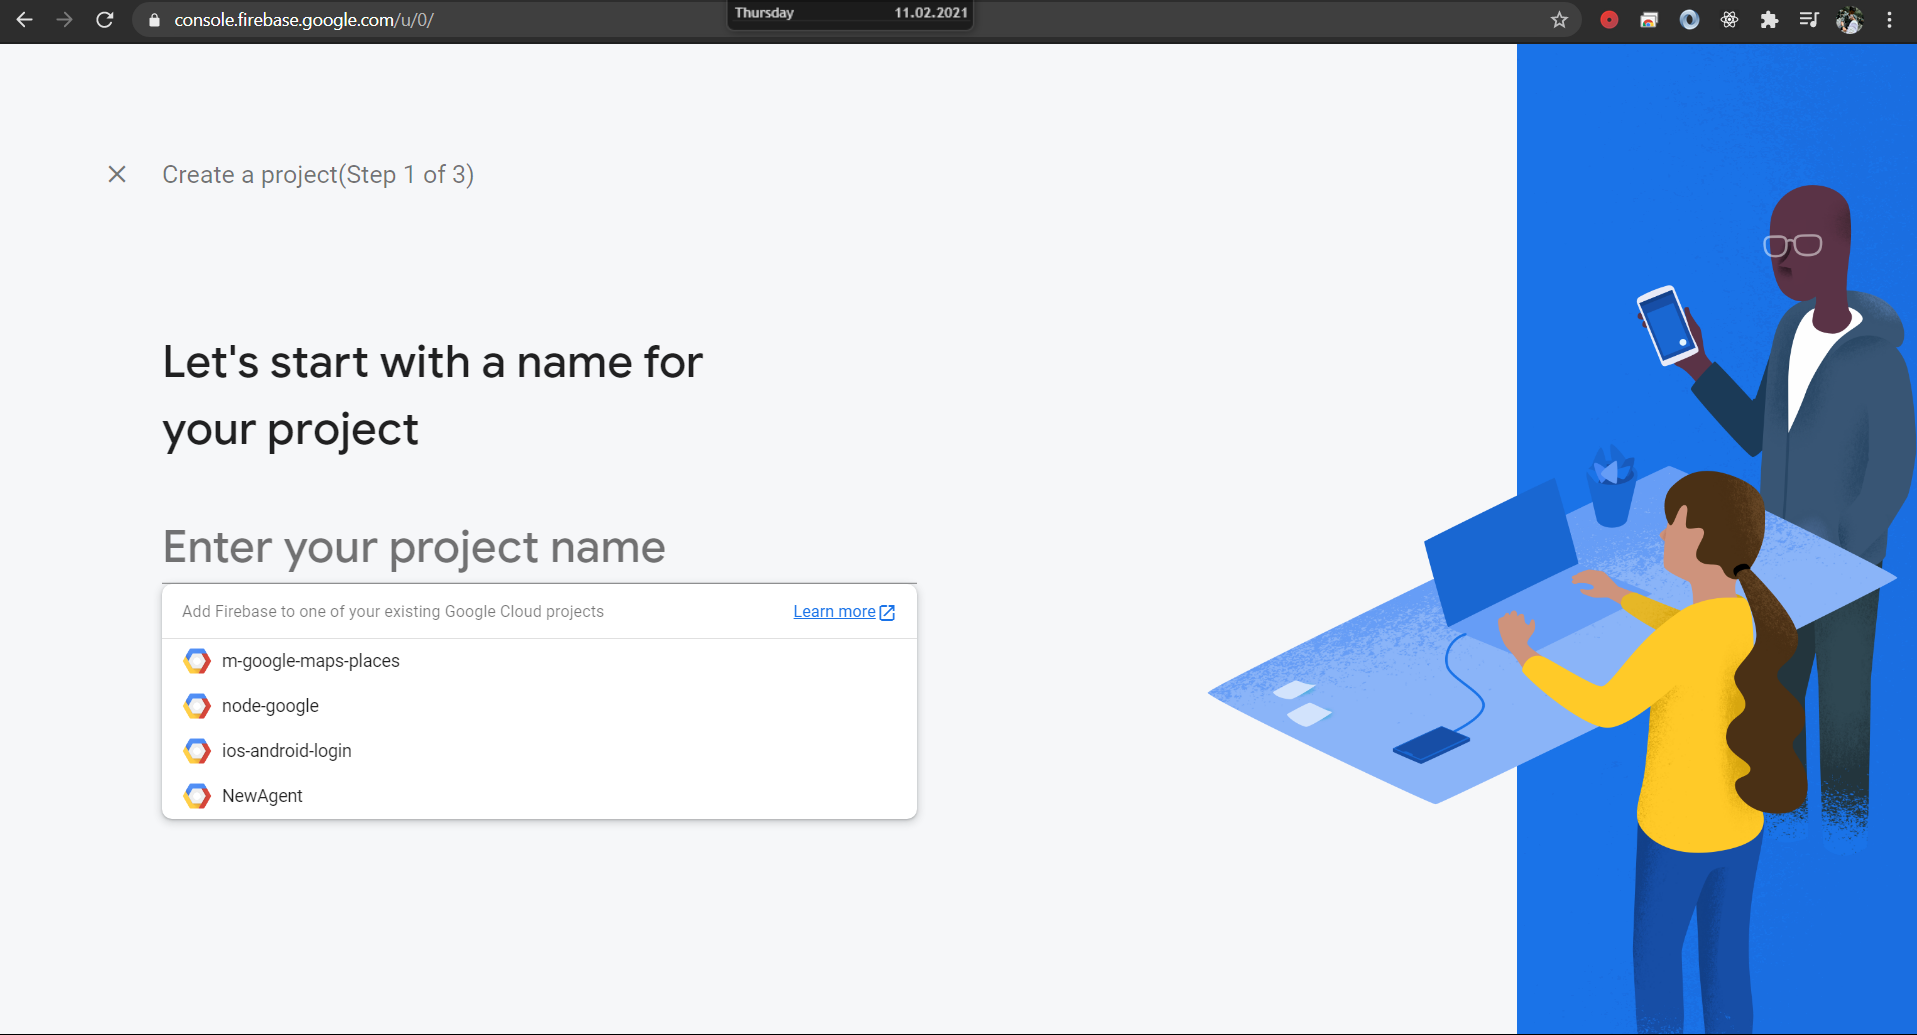 console.firebase.google.com/u/0/
Thursday 11.02.2021
Create a project(Step 1 of 3)
Let's start with a name for
your project
Enter your project name
Add Firebase to one of your existing Google Cloud projects Learn more
m-google-maps-places
node-google
ios-android-login
NewAgent